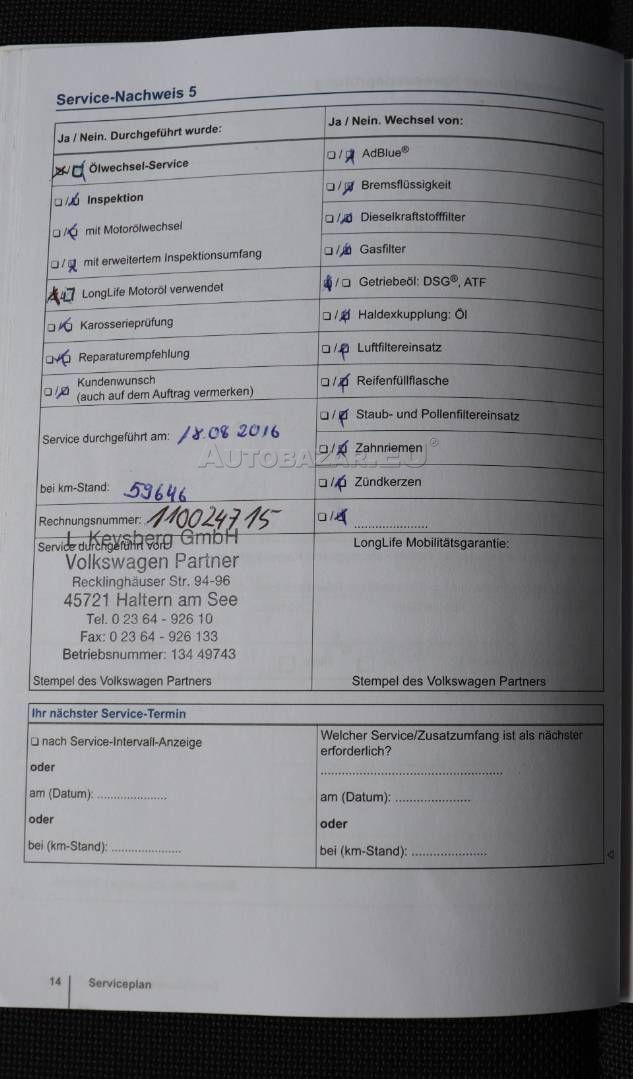 Service-Nachweis 5
Ja / Nein. Durchgeführt wurde:
Ölwechsel-Service
Inspektion
mit Motorölwechsel
mit erweitertem Inspektionsumfang
LongLife Motoröl verwendet
Karosserieprüfung
Reparaturempfehlung
Kundenwunsch
(auch auf dem Auftrag vermerken)
Service durchgeführt am: 18.08 2016
bei km-Stand: 59646
Rechnungsnummer: 1100247 15
Service durchgeführt von:
L. Keysberg GmbH
Volkswagen Partner
Recklinghäuser Str. 94-96
45721 Haltern am See
Tel. 0 23 64 - 926 10
Fax: 0 23 64 - 926 133
Betriebsnummer: 134 49743
Stempel des Volkswagen Partners
Ja / Nein. Wechsel von:
AdBlue®
Bremsflüssigkeit
Dieselkraftstofffilter
Gasfilter
Getriebeöl: DSG®, ATF
Haldexkupplung: Öl
Luftfiltereinsatz
Reifenfüllflasche
Staub- und Pollenfiltereinsatz
Zahnriemen
Zündkerzen
LongLife Mobilitätsgarantie:
Stempel des Volkswagen Partners
AUTOBAZAR.EU®
Ihr nächster Service-Termin
nach Service-Intervall-Anzeige
oder
am (Datum): .....................
oder
bei (km-Stand): .....................
Welcher Service/Zusatzumfang ist als nächster
erforderlich?
am (Datum): .....................
oder
bei (km-Stand): .....................
14 Serviceplan